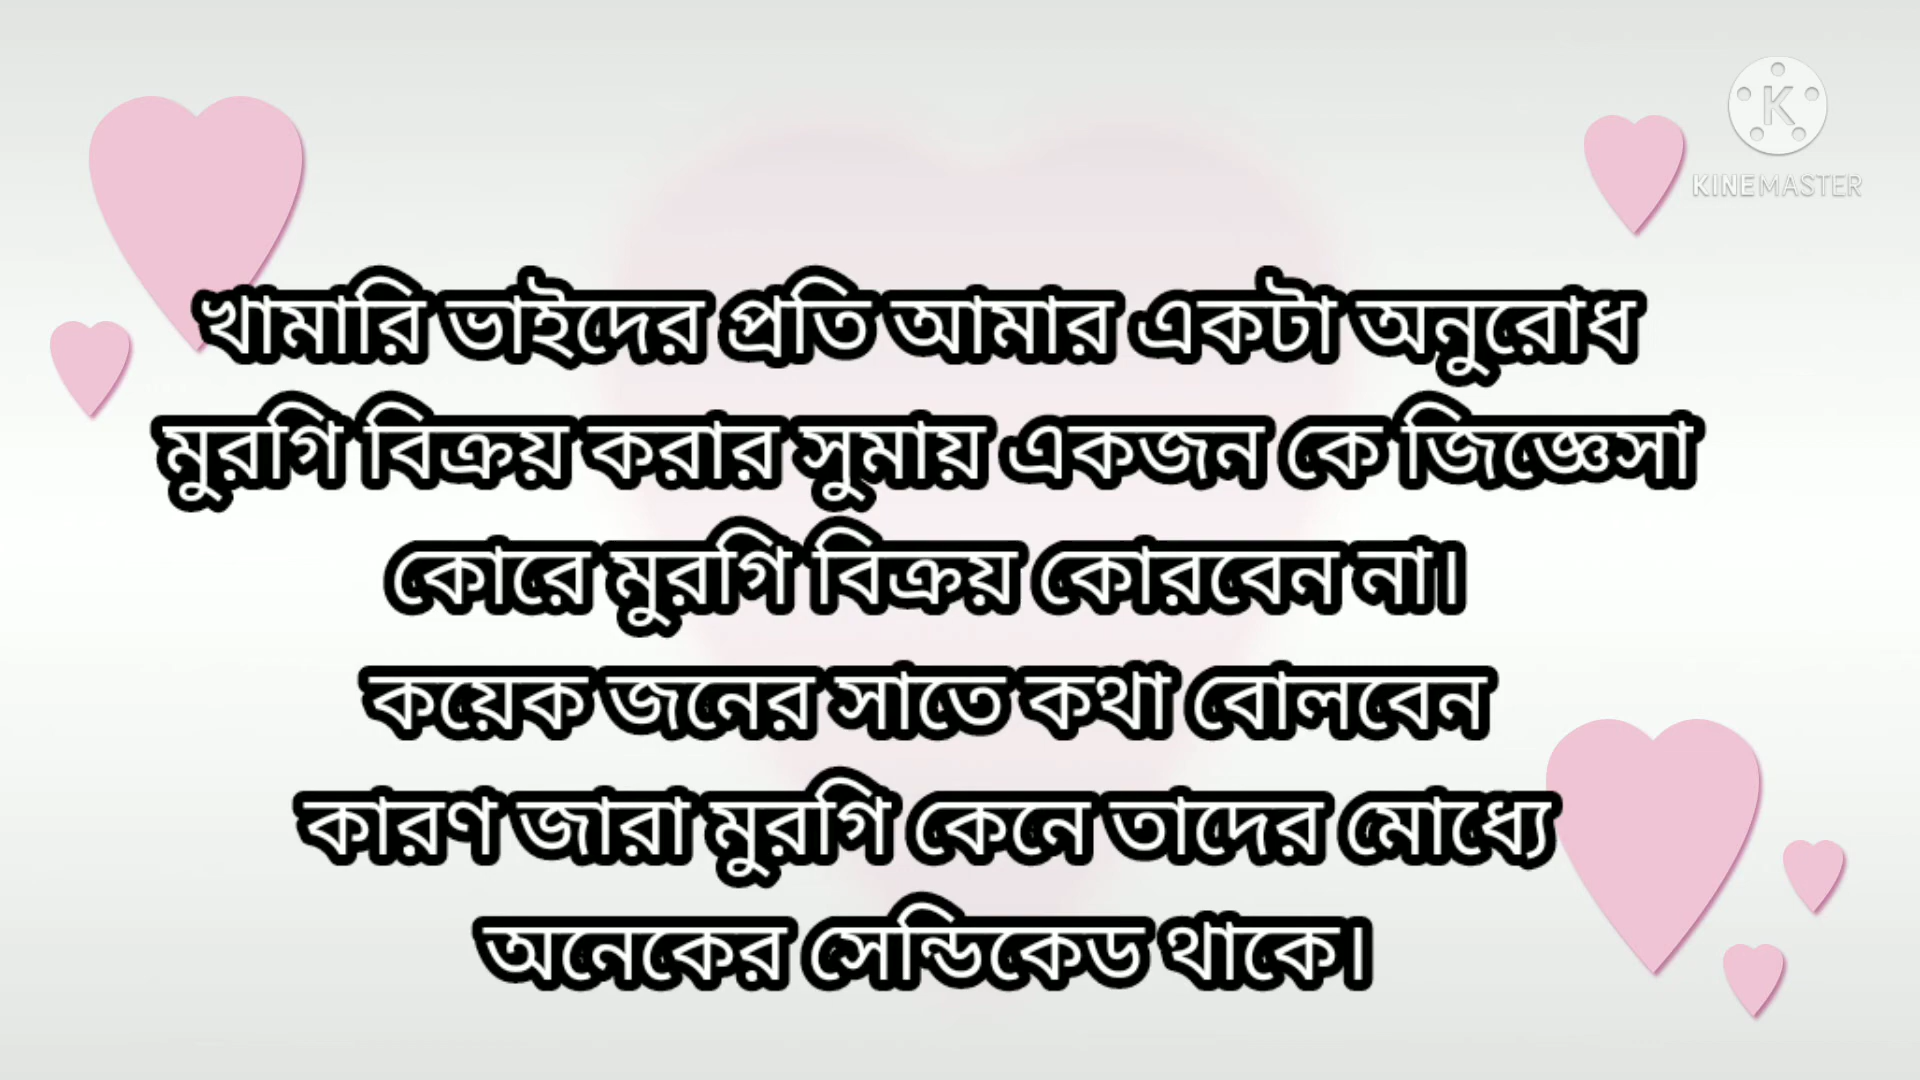 KINEMASTER
খামারি ভাইদের প্রতি আমার একটা অনুরোধ
মুরগি বিক্রয় করার সুমায় একজন কে জিজ্ঞেসা
কোরে মুরগি বিক্রয় কোরবেন না।
কয়েক জনের সাতে কথা বোলবেন
কারণ জারা মুরগি কেনে তাদের মোধ্যে
অনেকের সেন্ডিকেড থাকে।